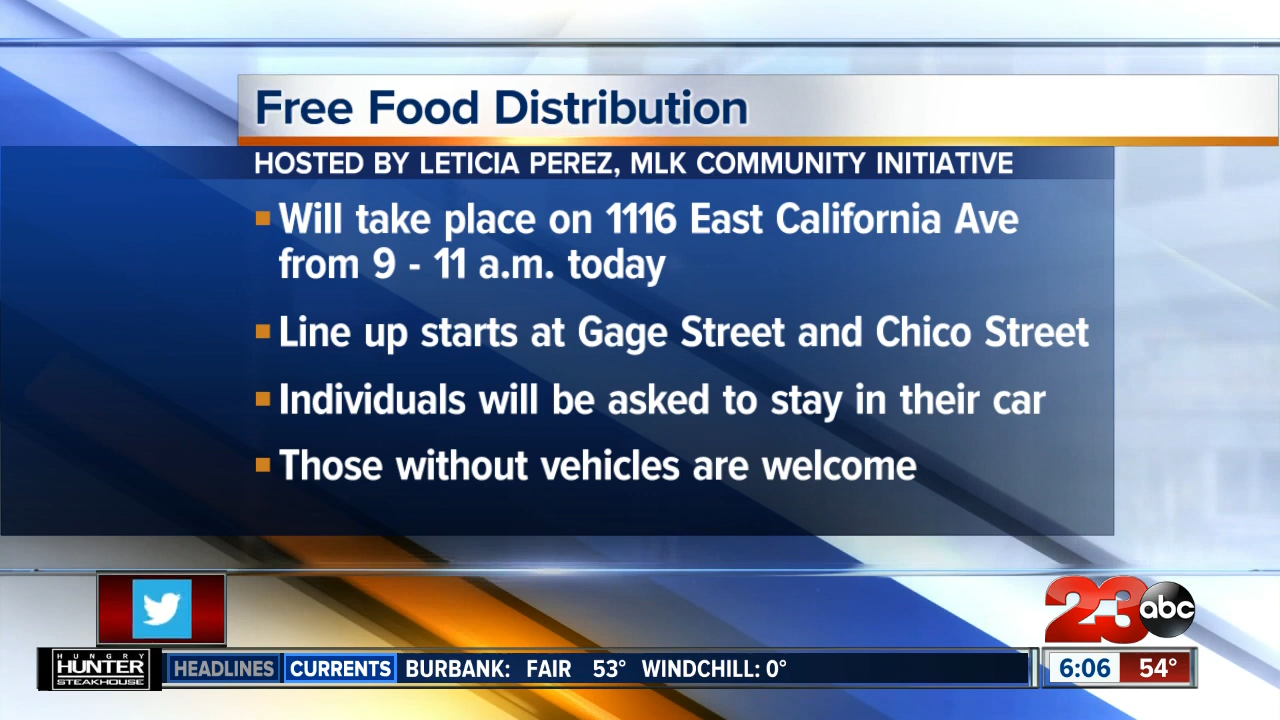 Free Food Distribution
HOSTED BY LETICIA PEREZ, MLK COMMUNITY INITIATIVE
Will take place on 1116 East California Ave
from 9 - 11 a.m. today
Line up starts at Gage Street and Chico Street
Individuals will be asked to stay in their car
Those without vehicles are welcome
23 abc
HUNGRY
HUNTER
STEAKHOUSE
HEADLINES CURRENTS BURBANK: FAIR 53° WINDCHILL: 0°
6:06 54°